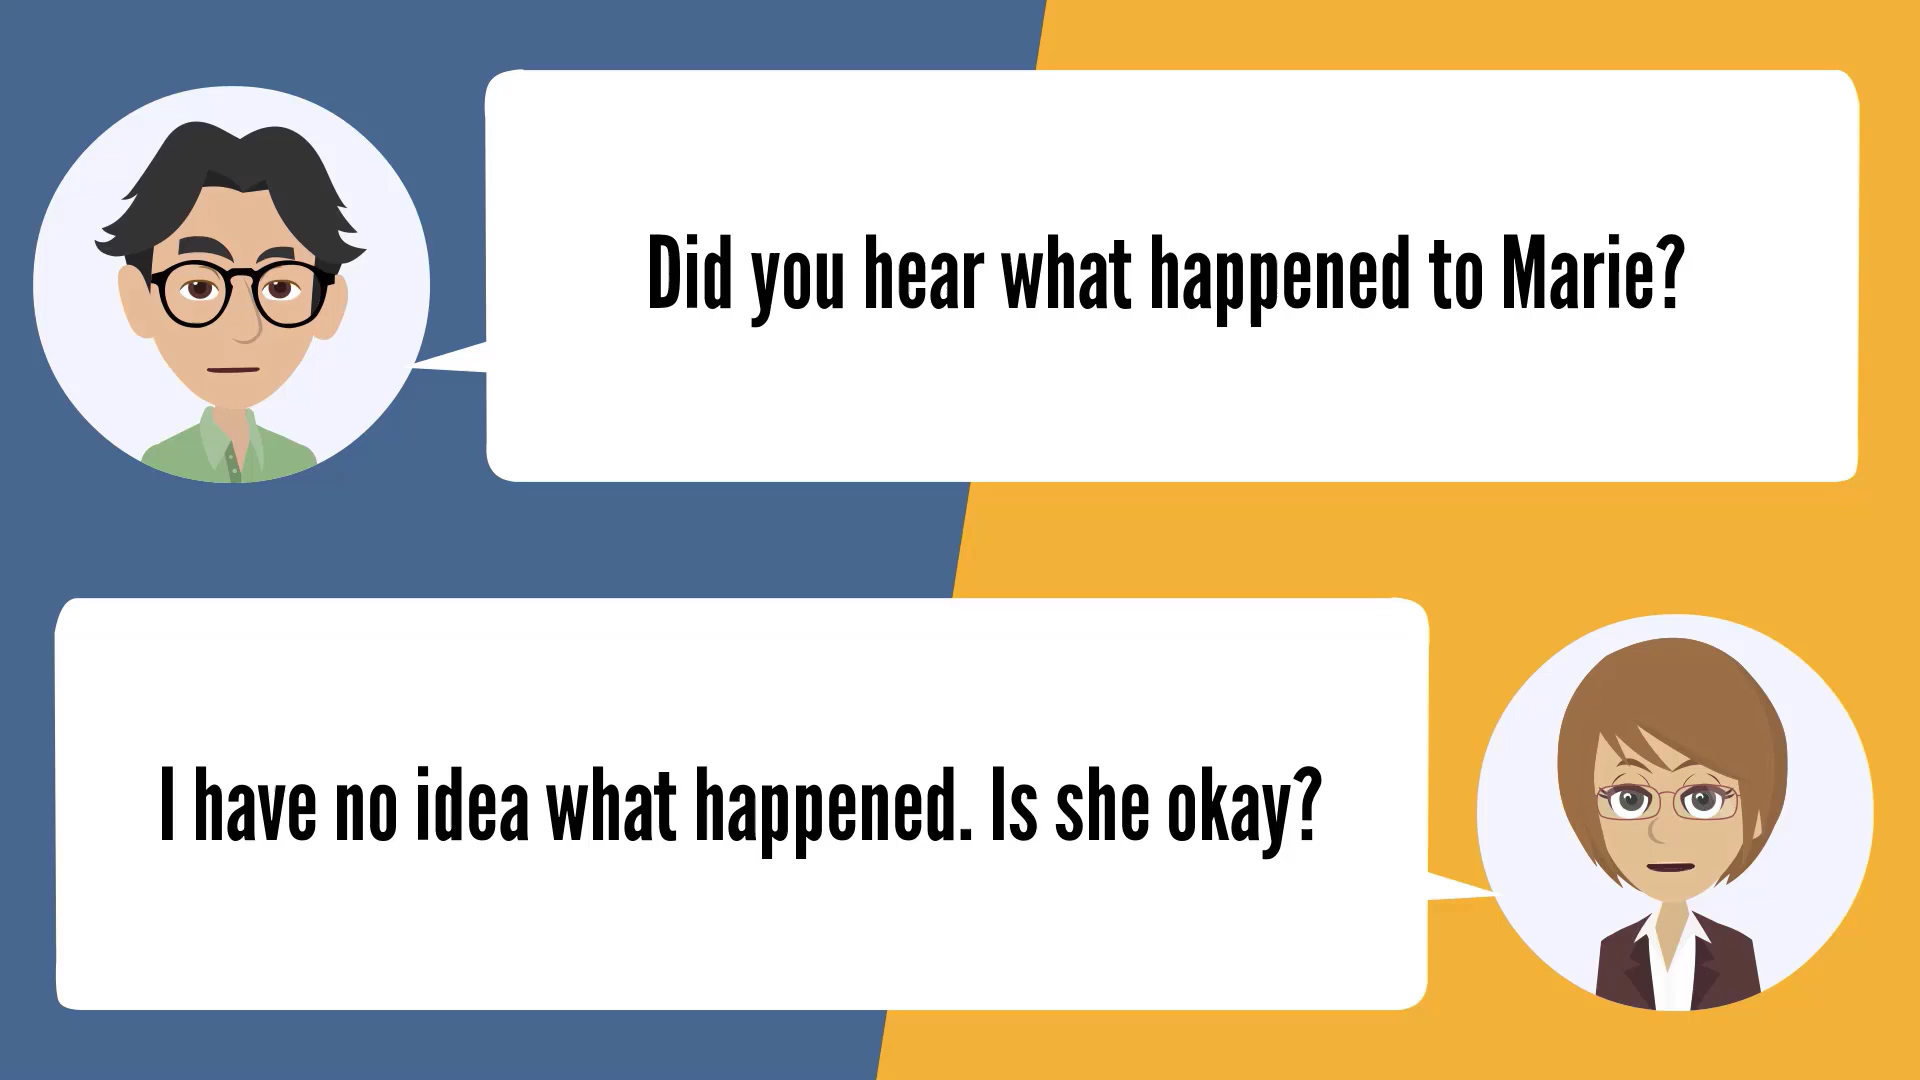 Did you hear what happened to Marie?
I have no idea what happened. Is she okay?